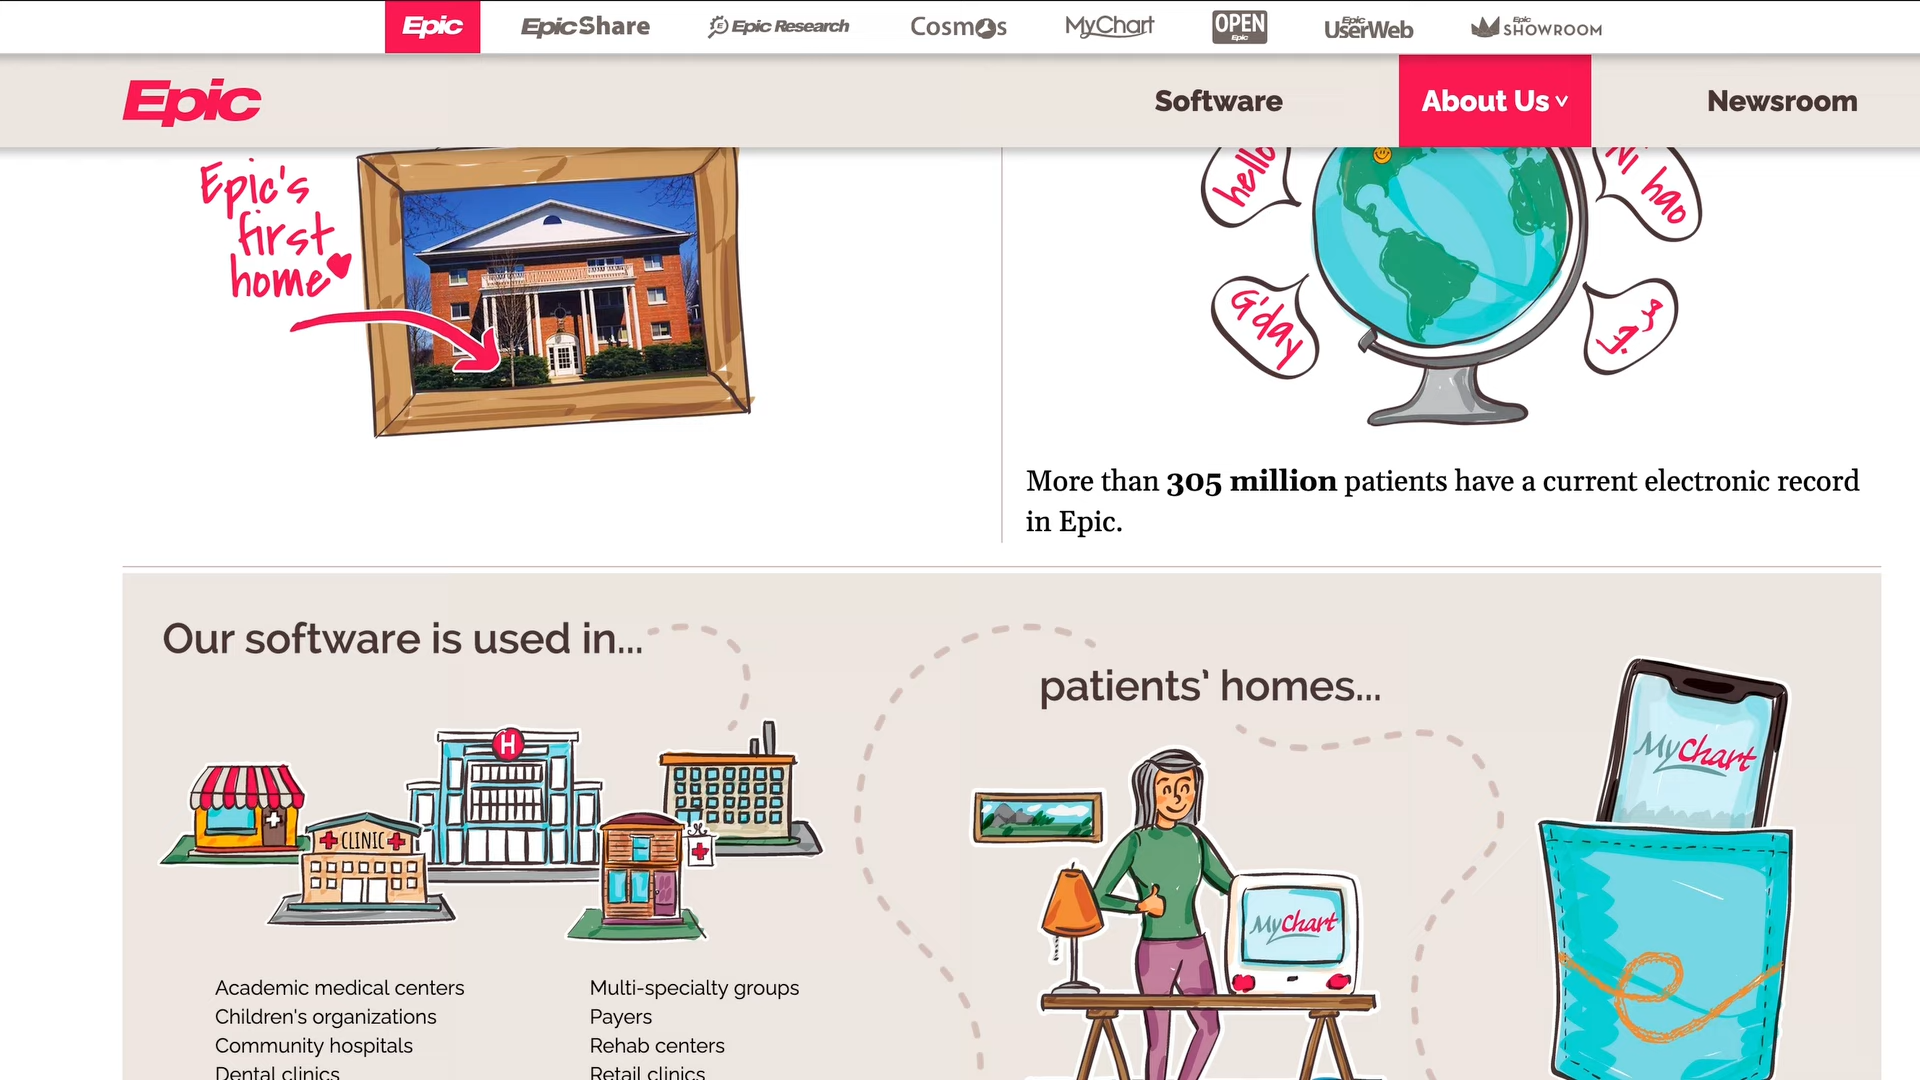 Epic
EpicShare
Epic Research
Cosmos
MyChart
OPEN
Epic
Epic
UserWeb
Epic
SHOWROOM
Epic
Software
About Us
Newsroom
Epic's
first
home
hello
Ni hao
G'day
More than 305 million patients have a current electronic record
in Epic.
Our software is used in...
patients’ homes...
H
CLINIC
MyChart
MyChart
Academic medical centers
Children's organizations
Community hospitals
Dental clinics
Multi-specialty groups
Payers
Rehab centers
Retail clinics